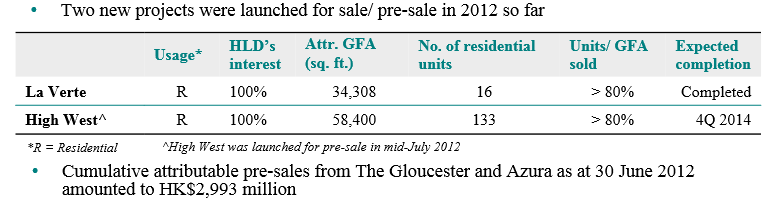 • Two new projects were launched for sale/ pre-sale in 2012 so far
Usage* HLD's interest Attr. GFA (sq. ft.) No. of residential units Units/ GFA sold Expected completion
La Verte R 100% 34,308 16 > 80% Completed
High West^ R 100% 58,400 133 > 80% 4Q 2014
*R = Residential ^High West was launched for pre-sale in mid-July 2012
• Cumulative attributable pre-sales from The Gloucester and Azura as at 30 June 2012
amounted to HK$2,993 million